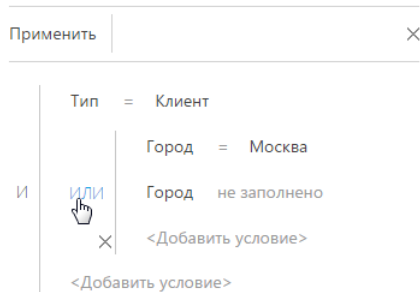 Применить
Тип = Клиент
Город = Москва
И ИЛИ Город не заполнено
<Добавить условие>
<Добавить условие>